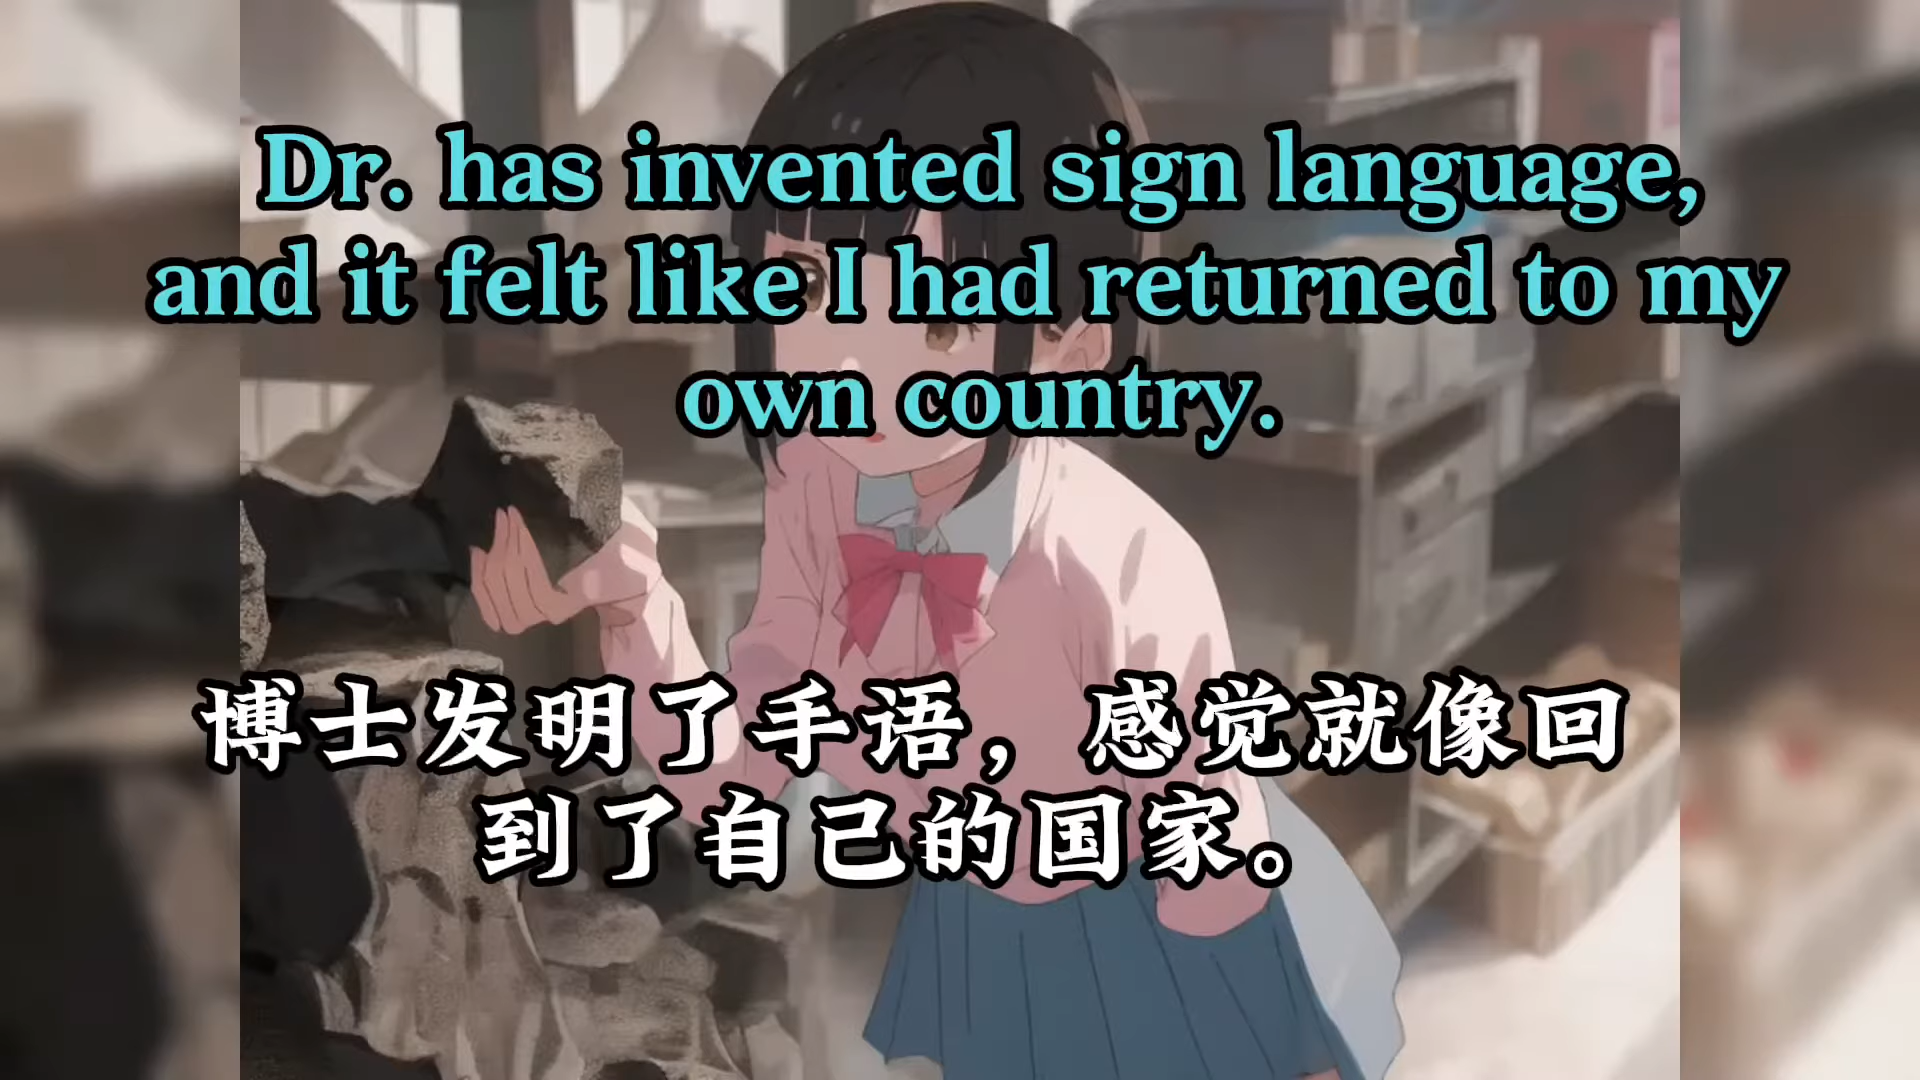 Dr. has invented sign language,
and it felt like I had returned to my
own country.
博士发明了手语，感觉就像回
到了自己的国家。